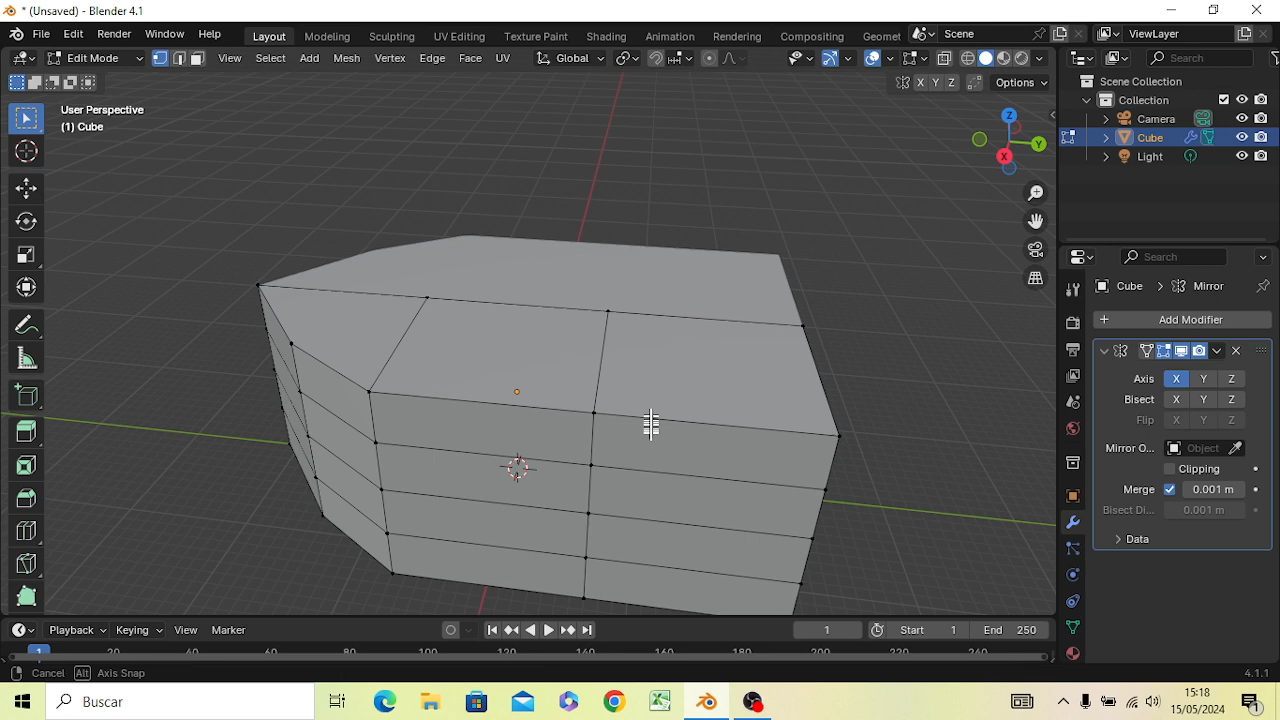 * (Unsaved) - Blender 4.1
File Edit Render Window Help Layout Modeling Sculpting UV Editing Texture Paint Shading Animation Rendering Compositing Geomet Scene ViewLayer
Edit Mode View Select Add Mesh Vertex Edge Face UV Global Search
X Y Z Options
User Perspective
(1) Cube
Scene Collection
Collection
Camera
Cube
Light
Z
Y
X
Search
Cube > Mirror
+ Add Modifier
Axis X Y Z
Bisect X Y Z
Flip X Y Z
Mirror O... Object
Clipping
Merge 0.001 m
Bisect Di... 0.001 m
Data
Playback Keying View Marker 1 Start 1 End 250
1 20 40 60 80 100 120 140 160 180 200 220 240
Cancel Alt Axis Snap 4.1.1
Buscar
15:18
15/05/2024
1